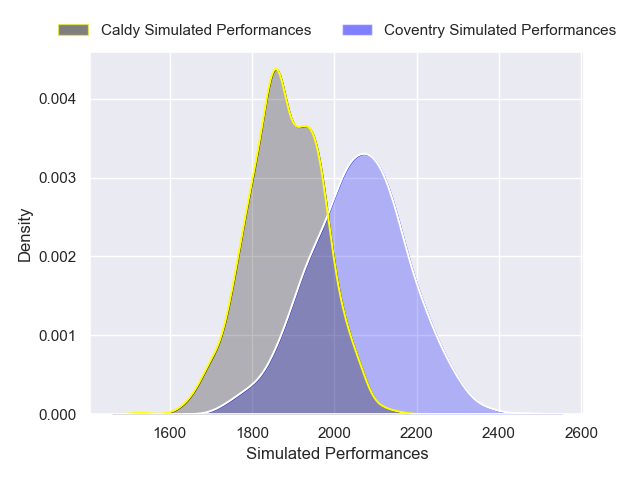 Caldy Simulated Performances Coventry Simulated Performances
0.004
0.003
0.002
0.001
0.000
Density
1600 1800 2000 2200 2400 2600
Simulated Performances